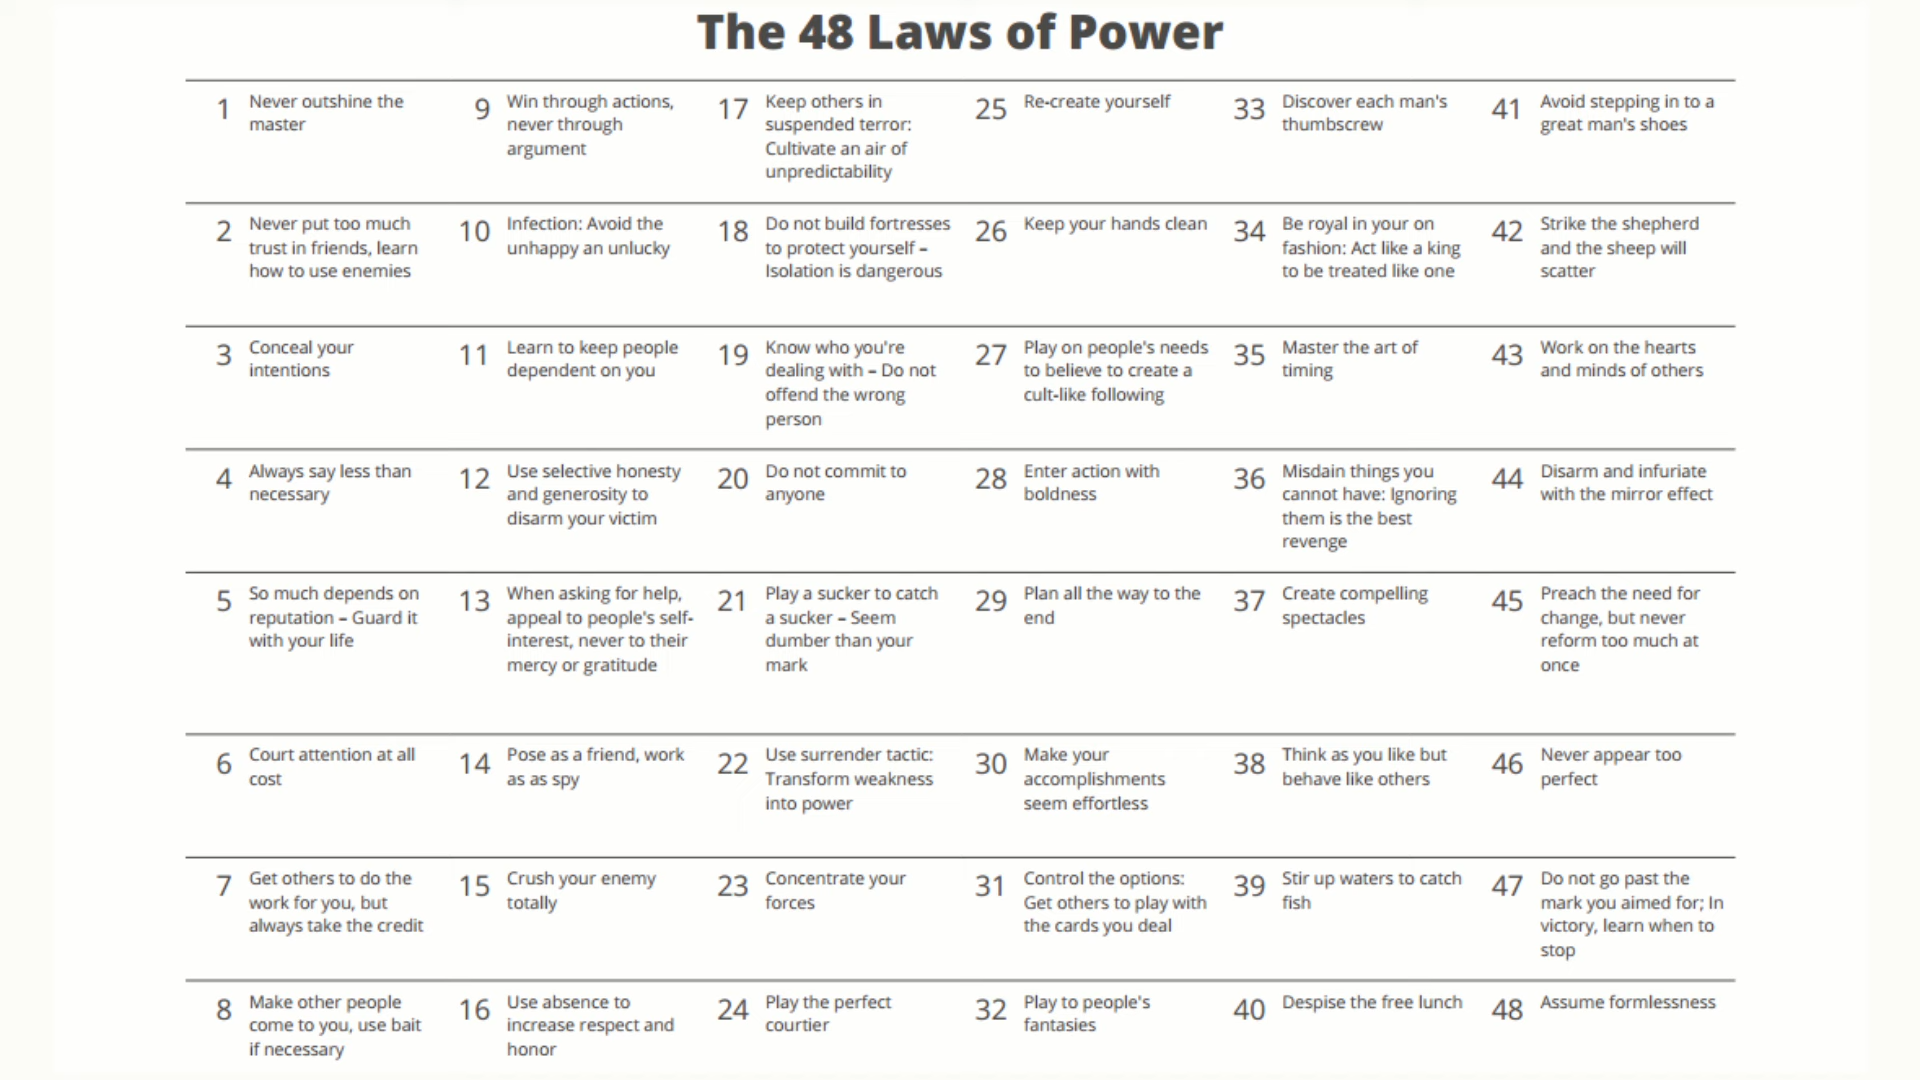 The 48 Laws of Power
1 Never outshine the
master
9 Win through actions,
never through
argument
17 Keep others in
suspended terror:
Cultivate an air of
unpredictability
25 Re-create yourself
33 Discover each man's
thumbscrew
41 Avoid stepping in to a
great man's shoes
2 Never put too much
trust in friends, learn
how to use enemies
10 Infection: Avoid the
unhappy an unlucky
18 Do not build fortresses
to protect yourself –
Isolation is dangerous
26 Keep your hands clean
34 Be royal in your on
fashion: Act like a king
to be treated like one
42 Strike the shepherd
and the sheep will
scatter
3 Conceal your
intentions
11 Learn to keep people
dependent on you
19 Know who you're
dealing with – Do not
offend the wrong
person
27 Play on people's needs
to believe to create a
cult-like following
35 Master the art of
timing
43 Work on the hearts
and minds of others
4 Always say less than
necessary
12 Use selective honesty
and generosity to
disarm your victim
20 Do not commit to
anyone
28 Enter action with
boldness
36 Misdain things you
cannot have: Ignoring
them is the best
revenge
44 Disarm and infuriate
with the mirror effect
5 So much depends on
reputation – Guard it
with your life
13 When asking for help,
appeal to people's self-
interest, never to their
mercy or gratitude
21 Play a sucker to catch
a sucker – Seem
dumber than your
mark
29 Plan all the way to the
end
37 Create compelling
spectacles
45 Preach the need for
change, but never
reform too much at
once
6 Court attention at all
cost
14 Pose as a friend, work
as as spy
22 Use surrender tactic:
Transform weakness
into power
30 Make your
accomplishments
seem effortless
38 Think as you like but
behave like others
46 Never appear too
perfect
7 Get others to do the
work for you, but
always take the credit
15 Crush your enemy
totally
23 Concentrate your
forces
31 Control the options:
Get others to play with
the cards you deal
39 Stir up waters to catch
fish
47 Do not go past the
mark you aimed for; In
victory, learn when to
stop
8 Make other people
come to you, use bait
if necessary
16 Use absence to
increase respect and
honor
24 Play the perfect
courtier
32 Play to people's
fantasies
40 Despise the free lunch
48 Assume formlessness